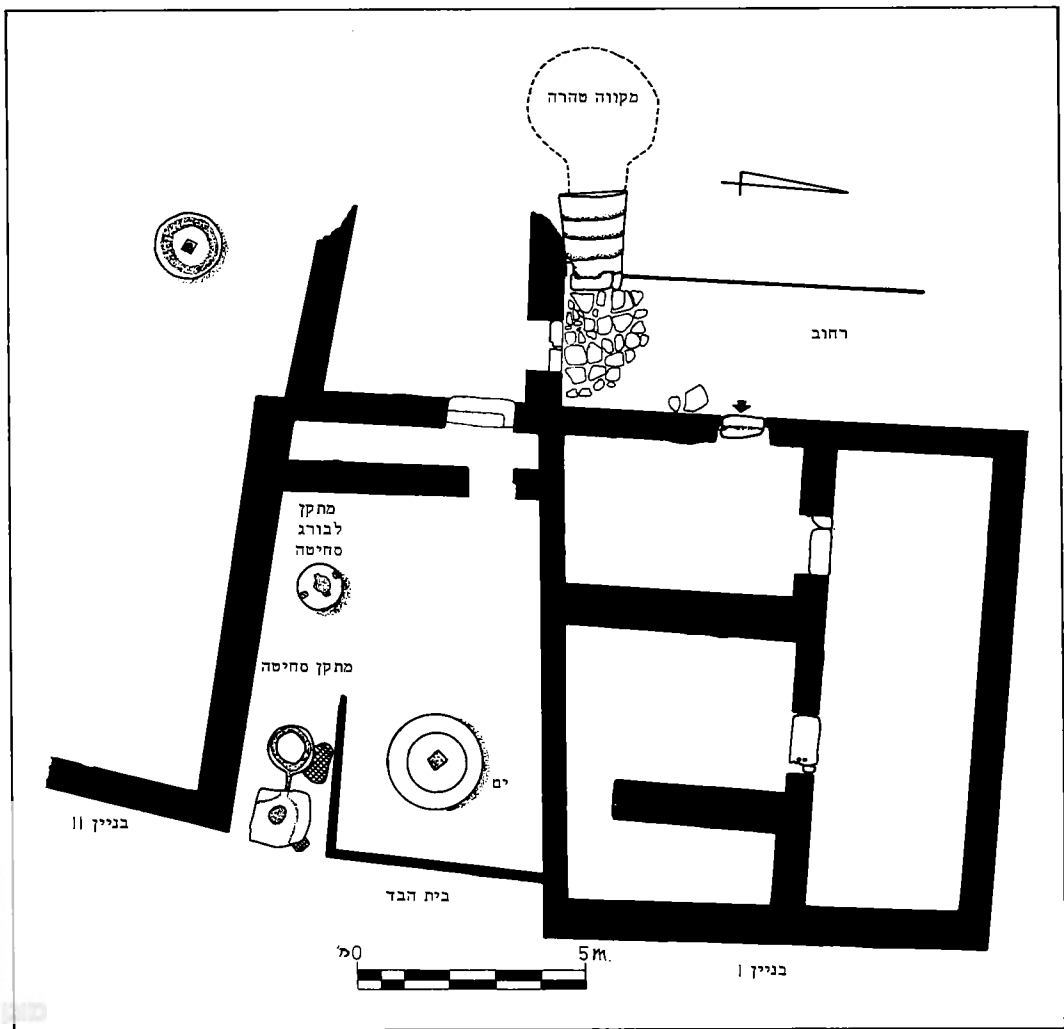 מקווה טהרה
רחוב
מתקן
לבורג
סחיטה
מתקן סחיטה
ים
בניין II
בית הבד
0מ' 5m.
בניין I